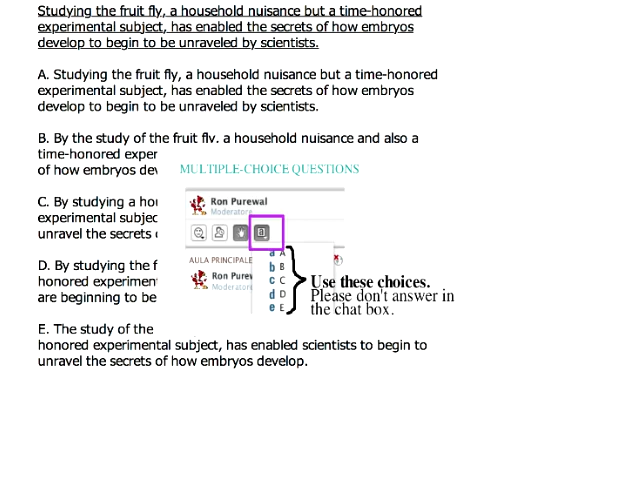 Studying the fruit fly, a household nuisance but a time-honored
experimental subject, has enabled the secrets of how embryos
develop to begin to be unraveled by scientists.
A. Studying the fruit fly, a household nuisance but a time-honored
experimental subject, has enabled the secrets of how embryos
develop to begin to be unraveled by scientists.
B. By the study of the fruit fly, a household nuisance and also a
time-honored exper
of how embryos dev
MULTIPLE-CHOICE QUESTIONS
C. By studying a hou
experimental subjec
unravel the secrets
Ron Purewal
Moderators
D. By studying the f
honored experimen
are beginning to be
AULA PRINCIPALE
Ron Purew
Moderators
a A
b B
c C
d D
e E
Use these choices.
Please don't answer in
the chat box.
E. The study of the
honored experimental subject, has enabled scientists to begin to
unravel the secrets of how embryos develop.